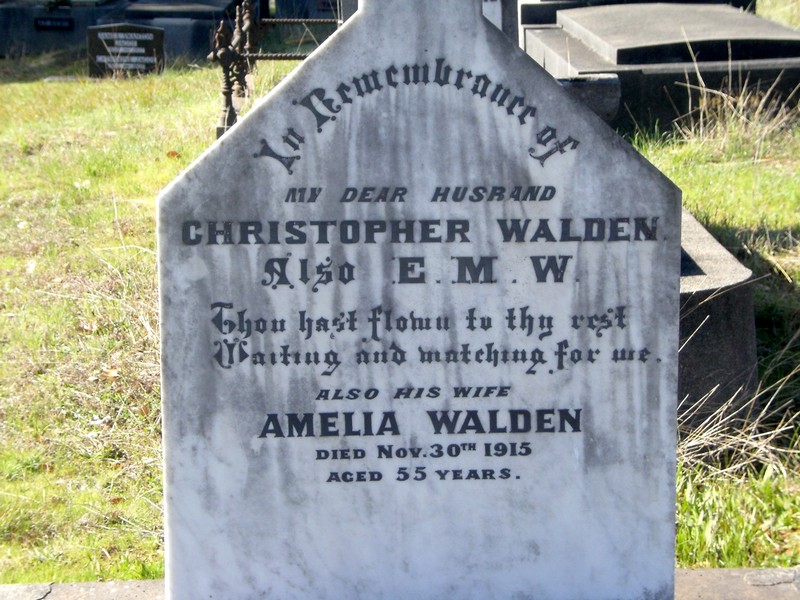 In Remembrance of
MY DEAR HUSBAND
CHRISTOPHER WALDEN.
Also E.M.W.
Thou hast flown to thy rest
Waiting and watching for me.
ALSO HIS WIFE
AMELIA WALDEN
DIED NOV. 30TH 1915
AGED 55 YEARS.